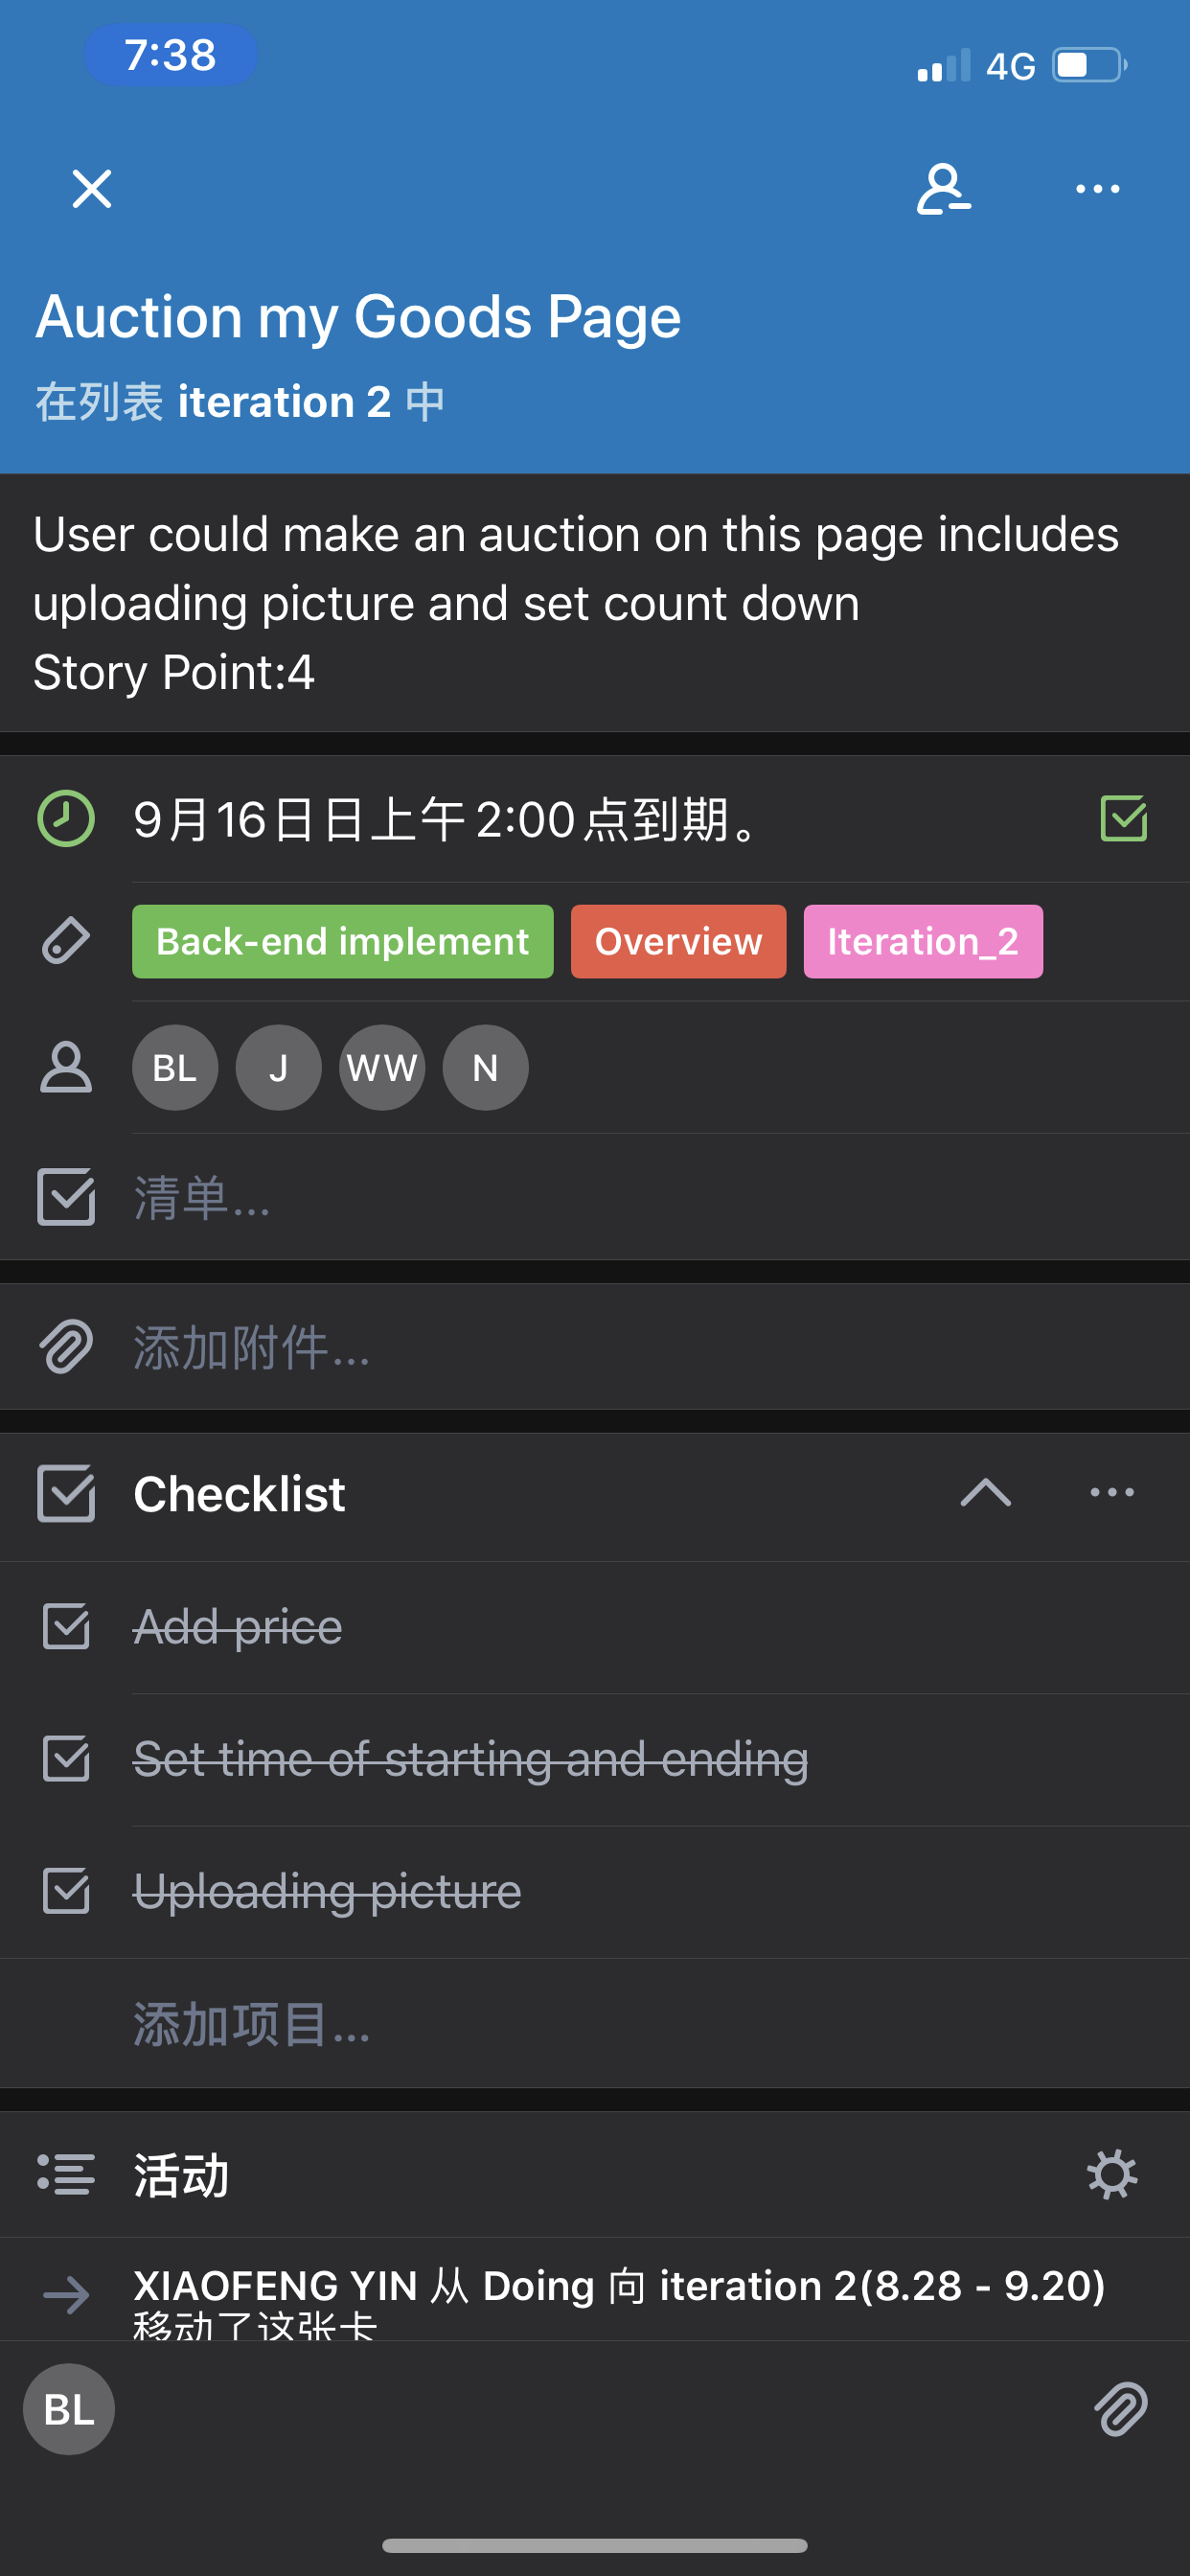 7:38
4G
Auction my Goods Page
在列表 iteration 2 中
User could make an auction on this page includes
uploading picture and set count down
Story Point:4
9月16日日上午2:00点到期。
Back-end implement Overview Iteration_2
BL J WW N
清单...
添加附件...
Checklist
Add price
Set time of starting and ending
Uploading picture
添加项目...
活动
XIAOFENG YIN 从 Doing 向 iteration 2(8.28 - 9.20)
移动了这张卡
BL